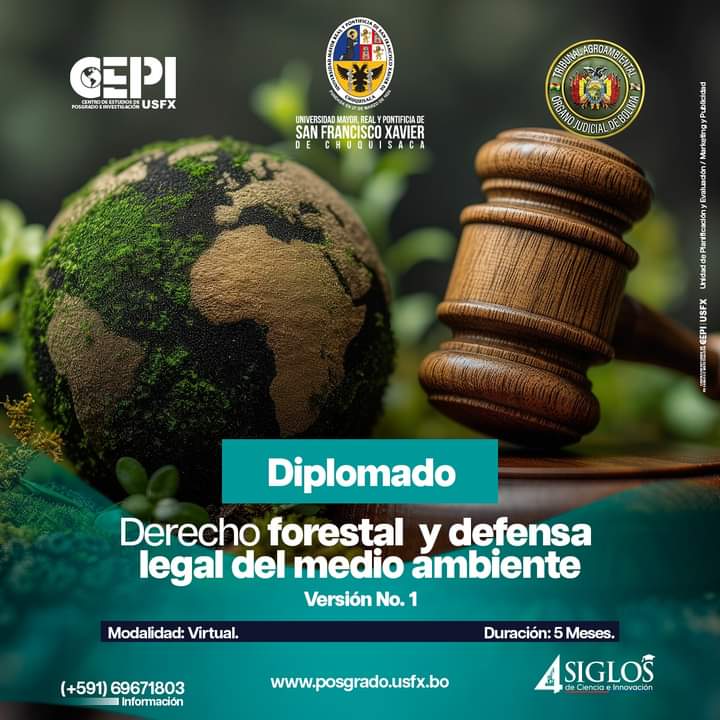 CEPI
CENTRO DE ESTUDIOS DE
POSGRADO E INVESTIGACIÓN USFX
UNIVERSIDAD MAYOR, REAL Y PONTIFICIA DE
SAN FRANCISCO XAVIER
DE CHUQUISACA
TRIBUNAL AGROAMBIENTAL
ORGANO JUDICIAL DE BOLIVIA
CEPI USFX Unidad de Planificación y Evaluación / Marketing y Publicidad
Diplomado
Derecho forestal y defensa
legal del medio ambiente
Versión No. 1
Modalidad: Virtual.
Duración: 5 Meses.
(+591) 69671803
Información
www.posgrado.usfx.bo
4 SIGLOS
de Ciencia e Innovación